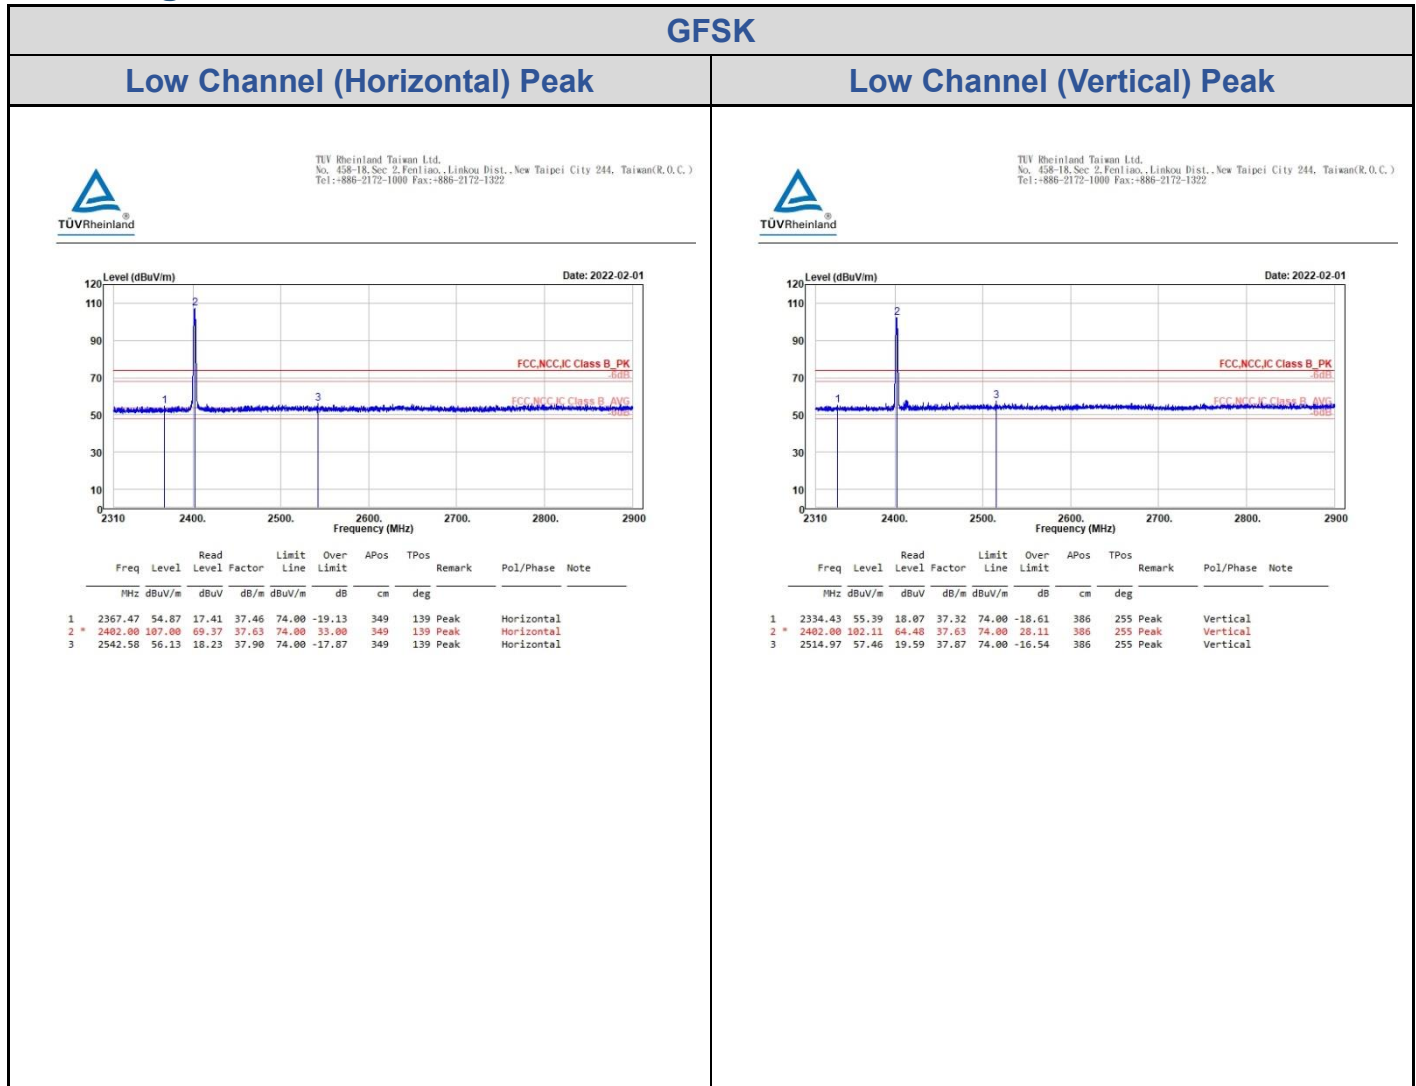 GFSK
Low Channel (Horizontal) Peak
Low Channel (Vertical) Peak
TUV Rheinland Taiwan Ltd.
No. 458-18.Sec 2.Fenliao..Linkou Dist..New Taipei City 244, Taiwan(R.O.C.)
Tel:+886-2172-1000 Fax:+886-2172-1322
TÜVRheinland®
Level (dBuV/m)
Date: 2022-02-01
120
110
90
70
50
30
10
0
2
1
3
FCC,NCC,IC Class B_PK
-6dB
FCC,NCC,IC Class B_AVG
-6dB
2310 2400. 2500. 2600. 2700. 2800. 2900
Frequency (MHz)
Read Limit Over APos TPos
Freq Level Level Factor Line Limit Remark Pol/Phase Note
MHz dBuV/m dBuV dB/m dBuV/m dB cm deg
1 2367.47 54.87 17.41 37.46 74.00 -19.13 349 139 Peak Horizontal
2 * 2402.00 107.00 69.37 37.63 74.00 33.00 349 139 Peak Horizontal
3 2542.58 56.13 18.23 37.90 74.00 -17.87 349 139 Peak Horizontal
TUV Rheinland Taiwan Ltd.
No. 458-18.Sec 2.Fenliao..Linkou Dist..New Taipei City 244, Taiwan(R.O.C.)
Tel:+886-2172-1000 Fax:+886-2172-1322
TÜVRheinland®
Level (dBuV/m)
Date: 2022-02-01
120
110
90
70
50
30
10
0
2
1
3
FCC,NCC,IC Class B_PK
-6dB
FCC,NCC,IC Class B_AVG
-6dB
2310 2400. 2500. 2600. 2700. 2800. 2900
Frequency (MHz)
Read Limit Over APos TPos
Freq Level Level Factor Line Limit Remark Pol/Phase Note
MHz dBuV/m dBuV dB/m dBuV/m dB cm deg
1 2334.43 55.39 18.07 37.32 74.00 -18.61 386 255 Peak Vertical
2 * 2402.00 102.11 64.48 37.63 74.00 28.11 386 255 Peak Vertical
3 2514.97 57.46 19.59 37.87 74.00 -16.54 386 255 Peak Vertical